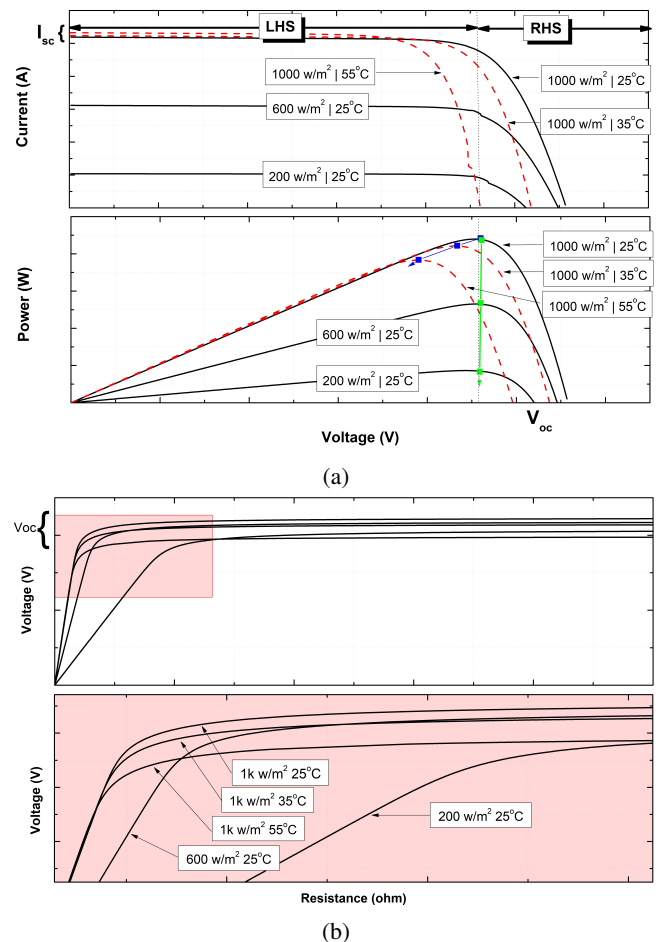 LHS RHS
I_sc {
Current (A)
1000 w/m² | 55°C
1000 w/m² | 25°C
600 w/m² | 25°C
1000 w/m² | 35°C
200 w/m² | 25°C
Power (W)
1000 w/m² | 25°C
1000 w/m² | 35°C
1000 w/m² | 55°C
600 w/m² | 25°C
200 w/m² | 25°C
V_oc
Voltage (V)
(a)
Voc {
Voltage (V)
Voltage (V)
1k w/m² 25°C
1k w/m² 35°C
200 w/m² 25°C
1k w/m² 55°C
600 w/m² 25°C
Resistance (ohm)
(b)